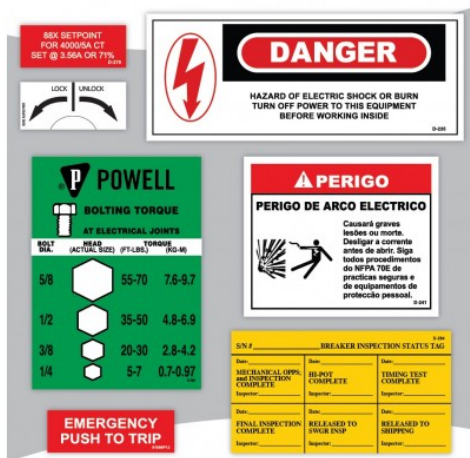 88X SETPOINT
FOR 4000/5A CT
SET @ 3.56A OR 71%
D-279
LOCK UNLOCK
DANGER
HAZARD OF ELECTRIC SHOCK OR BURN
TURN OFF POWER TO THIS EQUIPMENT
BEFORE WORKING INSIDE
D-235
P POWELL
BOLTING TORQUE
AT ELECTRICAL JOINTS
BOLT HEAD TORQUE
DIA. (ACTUAL SIZE) (FT-LBS.) (KG-M)
5/8 55-70 7.6-9.7
1/2 35-50 4.8-6.9
3/8 20-30 2.8-4.2
1/4 5-7 0.7-0.97
PERIGO
PERIGO DE ARCO ELECTRICO
Causará graves
lesões ou morte.
Desligar a corrente
antes de abrir. Siga
todos procedimentos
do NFPA 70E de
practicas seguras e
de equipamentos de
protecção pessoal.
D-241
S/N # BREAKER INSPECTION STATUS TAG
Date: Date: Date:
MECHANICAL OPPS; HI-POT TIMING TEST
and INSPECTION COMPLETE COMPLETE
COMPLETE
Inspector: Inspector: Inspector:
Date: Date: Date:
FINAL INSPECTION RELEASED TO RELEASED TO
COMPLETE SWGR INSP SHIPPING
Inspector: Inspector: Inspector:
EMERGENCY
PUSH TO TRIP